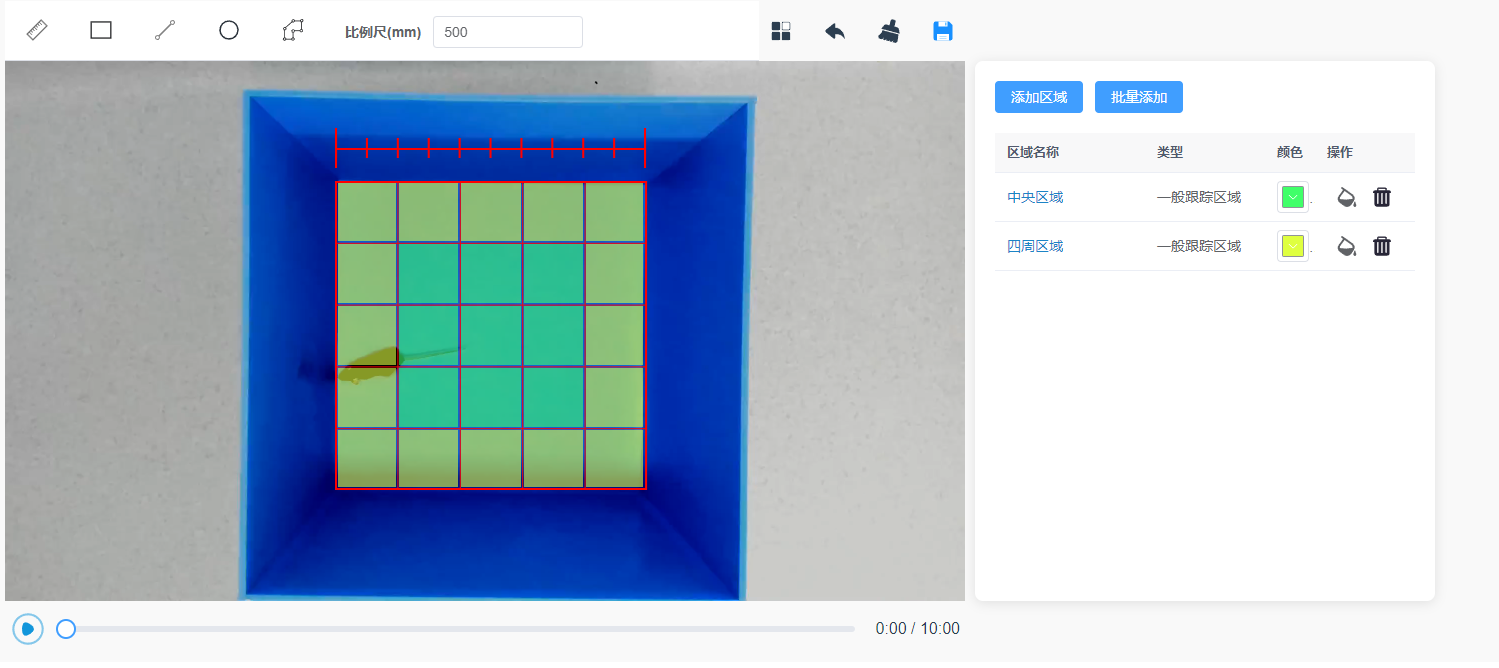 比例尺(mm) 500
添加区域 批量添加
区域名称 类型 颜色 操作
中央区域 一般跟踪区域
四周区域 一般跟踪区域
0:00 / 10:00